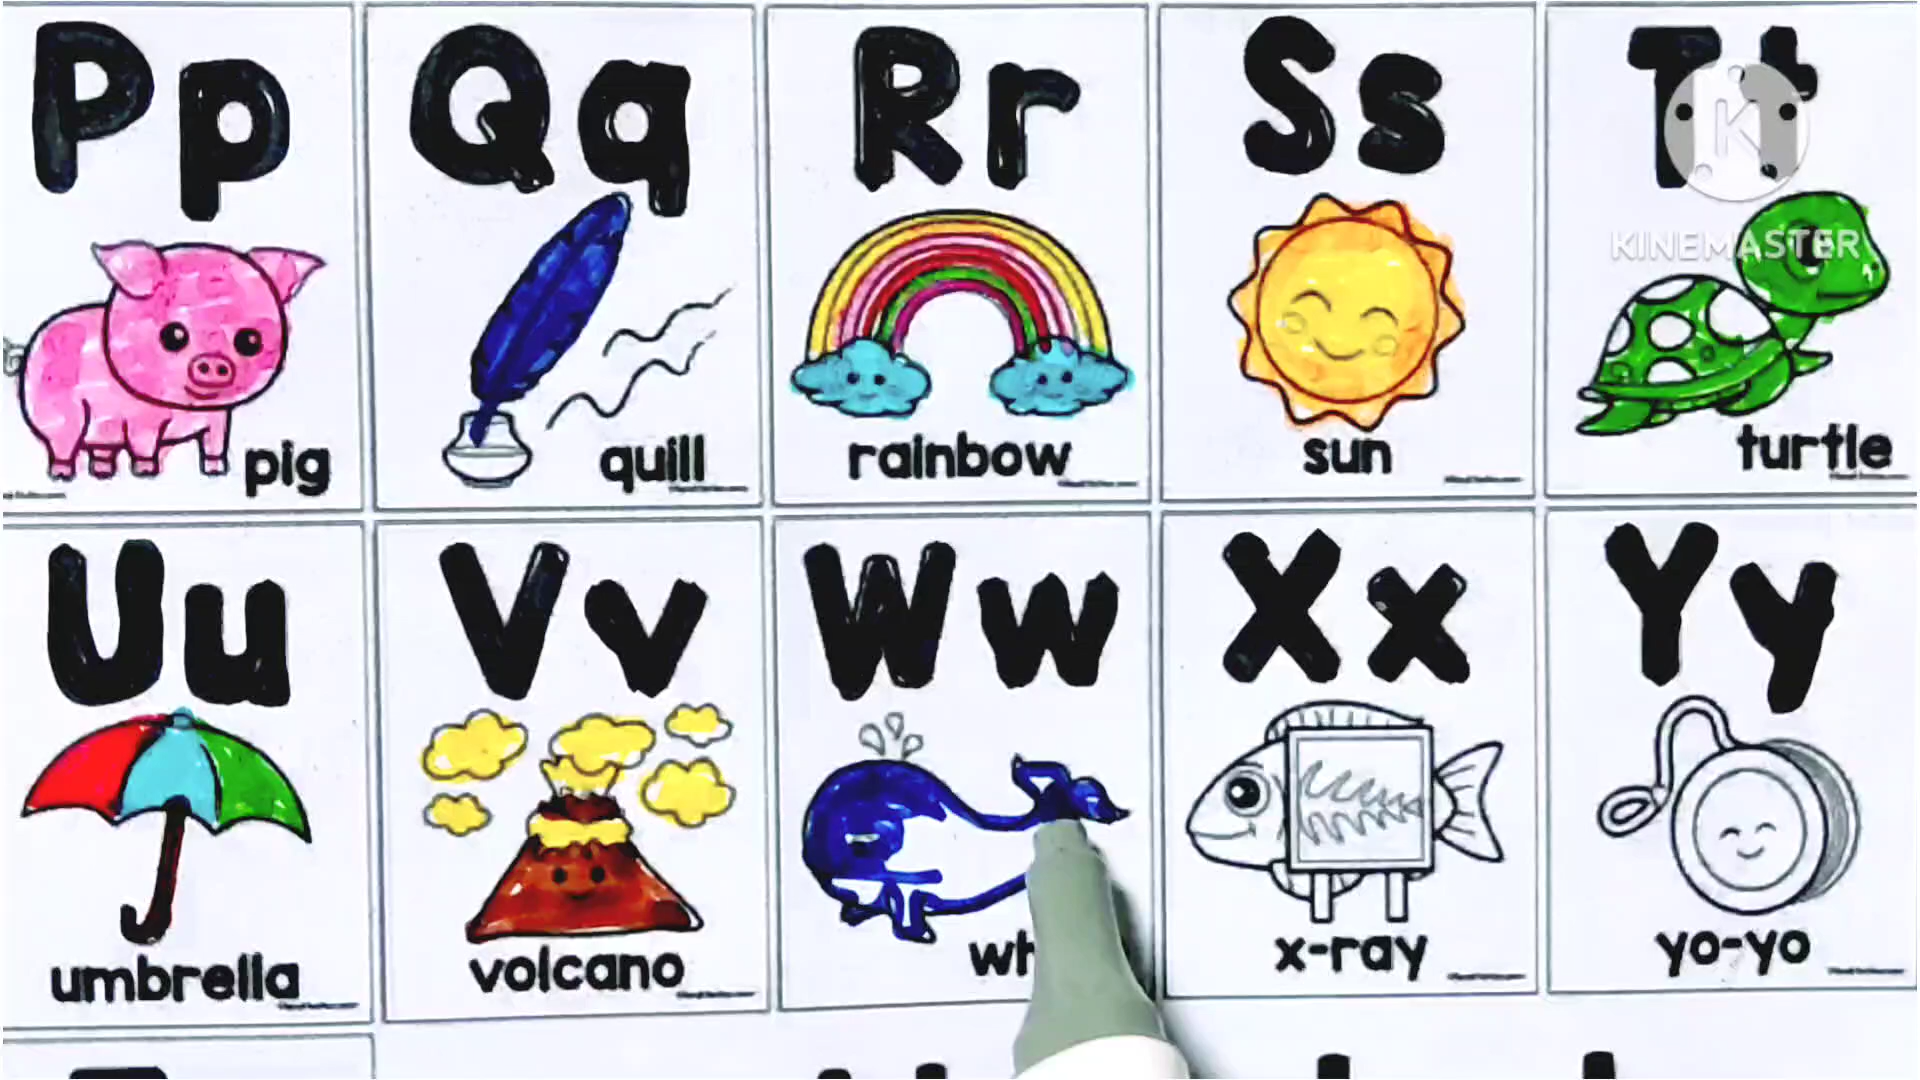 Pp
Qq
Rr
Ss
Tt
K
KINEMASTER
pig
quill
rainbow
sun
turtle
Uu
Vv
Ww
Xx
Yy
umbrella
volcano
wh
x-ray
yo-yo